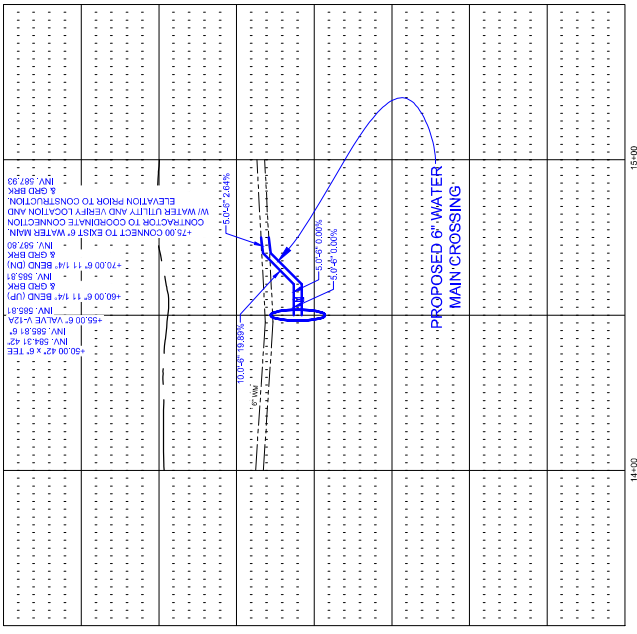 +50.00 42" x 6" TEE
INV. 584.31 42"
INV. 585.81 6"
+55.00 6" VALVE V-12A
INV. 585.81
+60.00 6" 11 1/4° BEND (UP)
& GRD BRK
INV. 585.81
+70.00 6" 11 1/4° BEND (DN)
& GRD BRK
INV. 587.80
+75.00 CONNECT TO EXIST 6" WATER MAIN.
CONTRACTOR TO COORDINATE CONNECTION
W/ WATER UTILITY AND VERIFY LOCATION AND
ELEVATION PRIOR TO CONSTRUCTION.
& GRD BRK
INV. 587.93
5.0'-6" 2.64%
10.0'-6" 19.89%
6" WM
5.0'-6" 0.00%
5.0'-6" 0.00%
PROPOSED 6" WATER
MAIN CROSSING
14+00
15+00